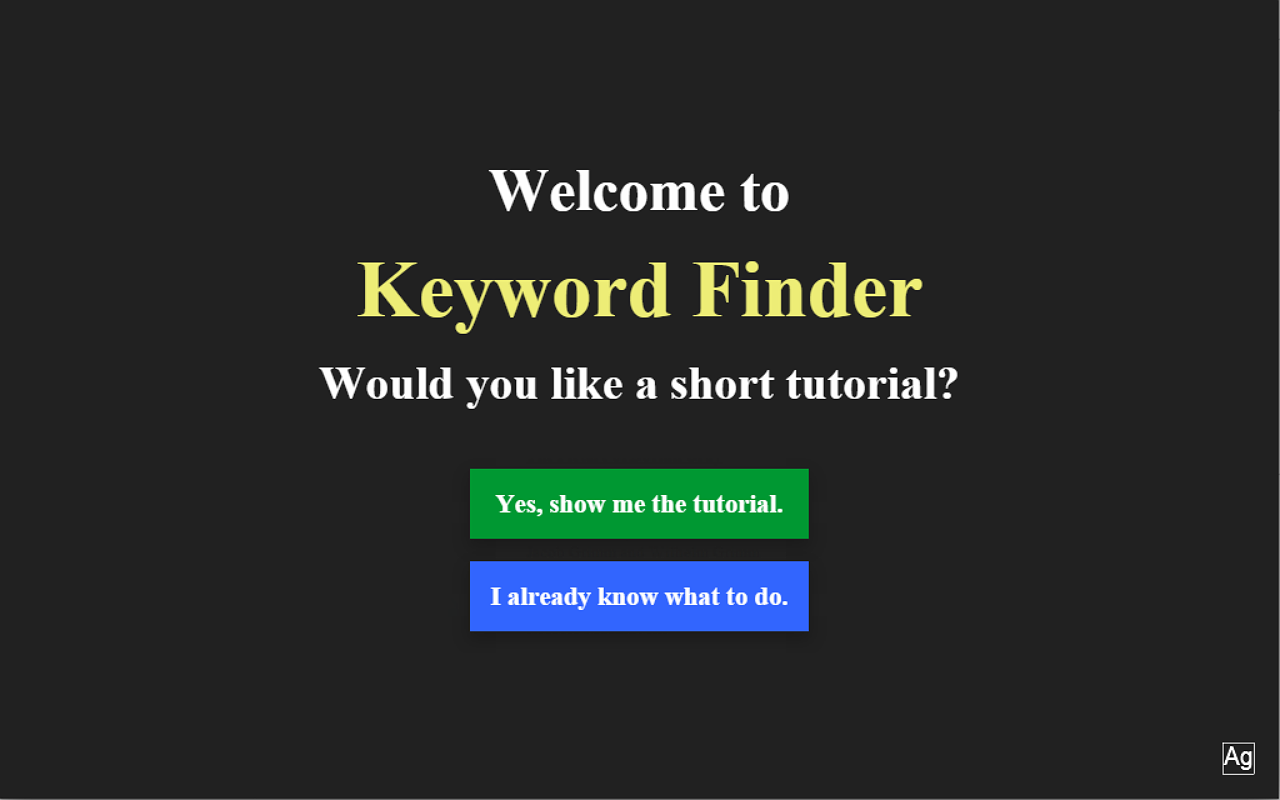 Welcome to
Keyword Finder
Would you like a short tutorial?
Yes, show me the tutorial.
I already know what to do.
Ag